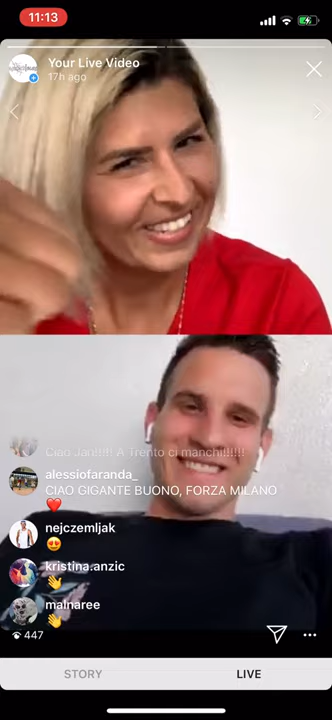 11:13
Your Live Video
17h ago
Ciao Jan!!!!! A Trento ci manchi!!!!!!
alessiofaranda_
CIAO GIGANTE BUONO, FORZA MILANO
❤️
nejczemljak
😍
kristina.anzic
👋
malnaree
👋
447
STORY LIVE